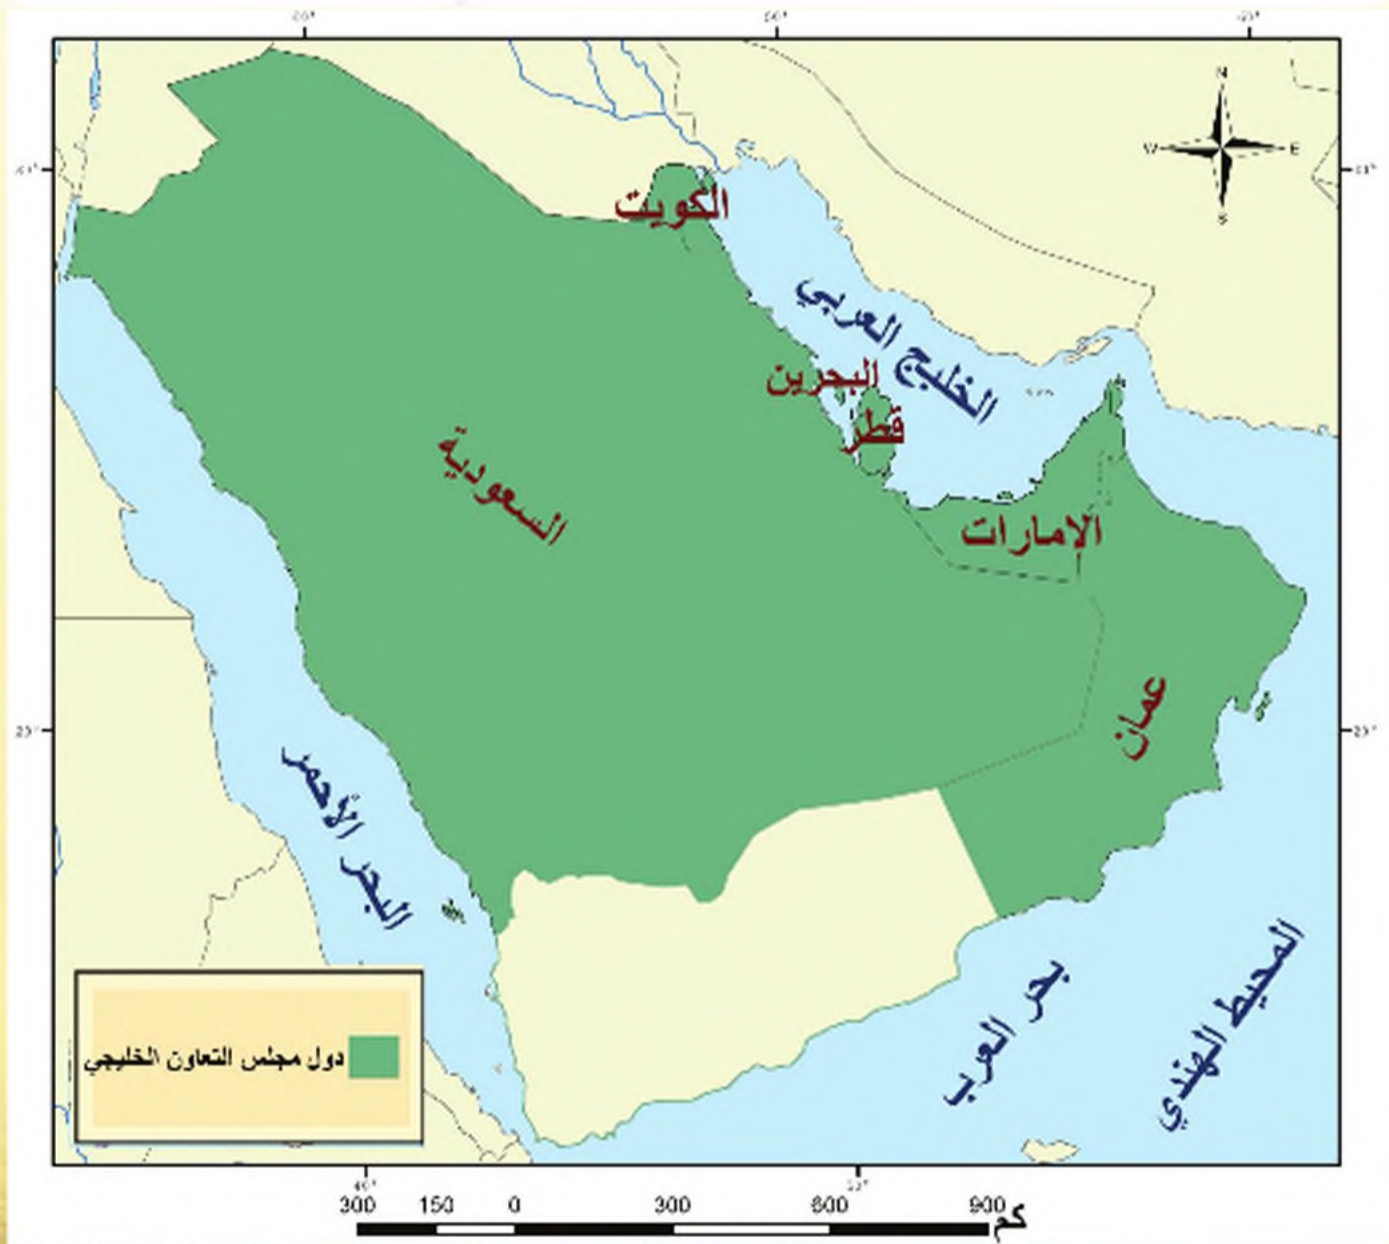 N
W
E
S
الكويت
الخليج العربي
البحرين
قطر
السعودية
الامارات
عمان
البحر الأحمر
بحر العرب
المحيط الهندي
دول مجلس التعاون الخليجي
300 150 0 300 600 900
كم